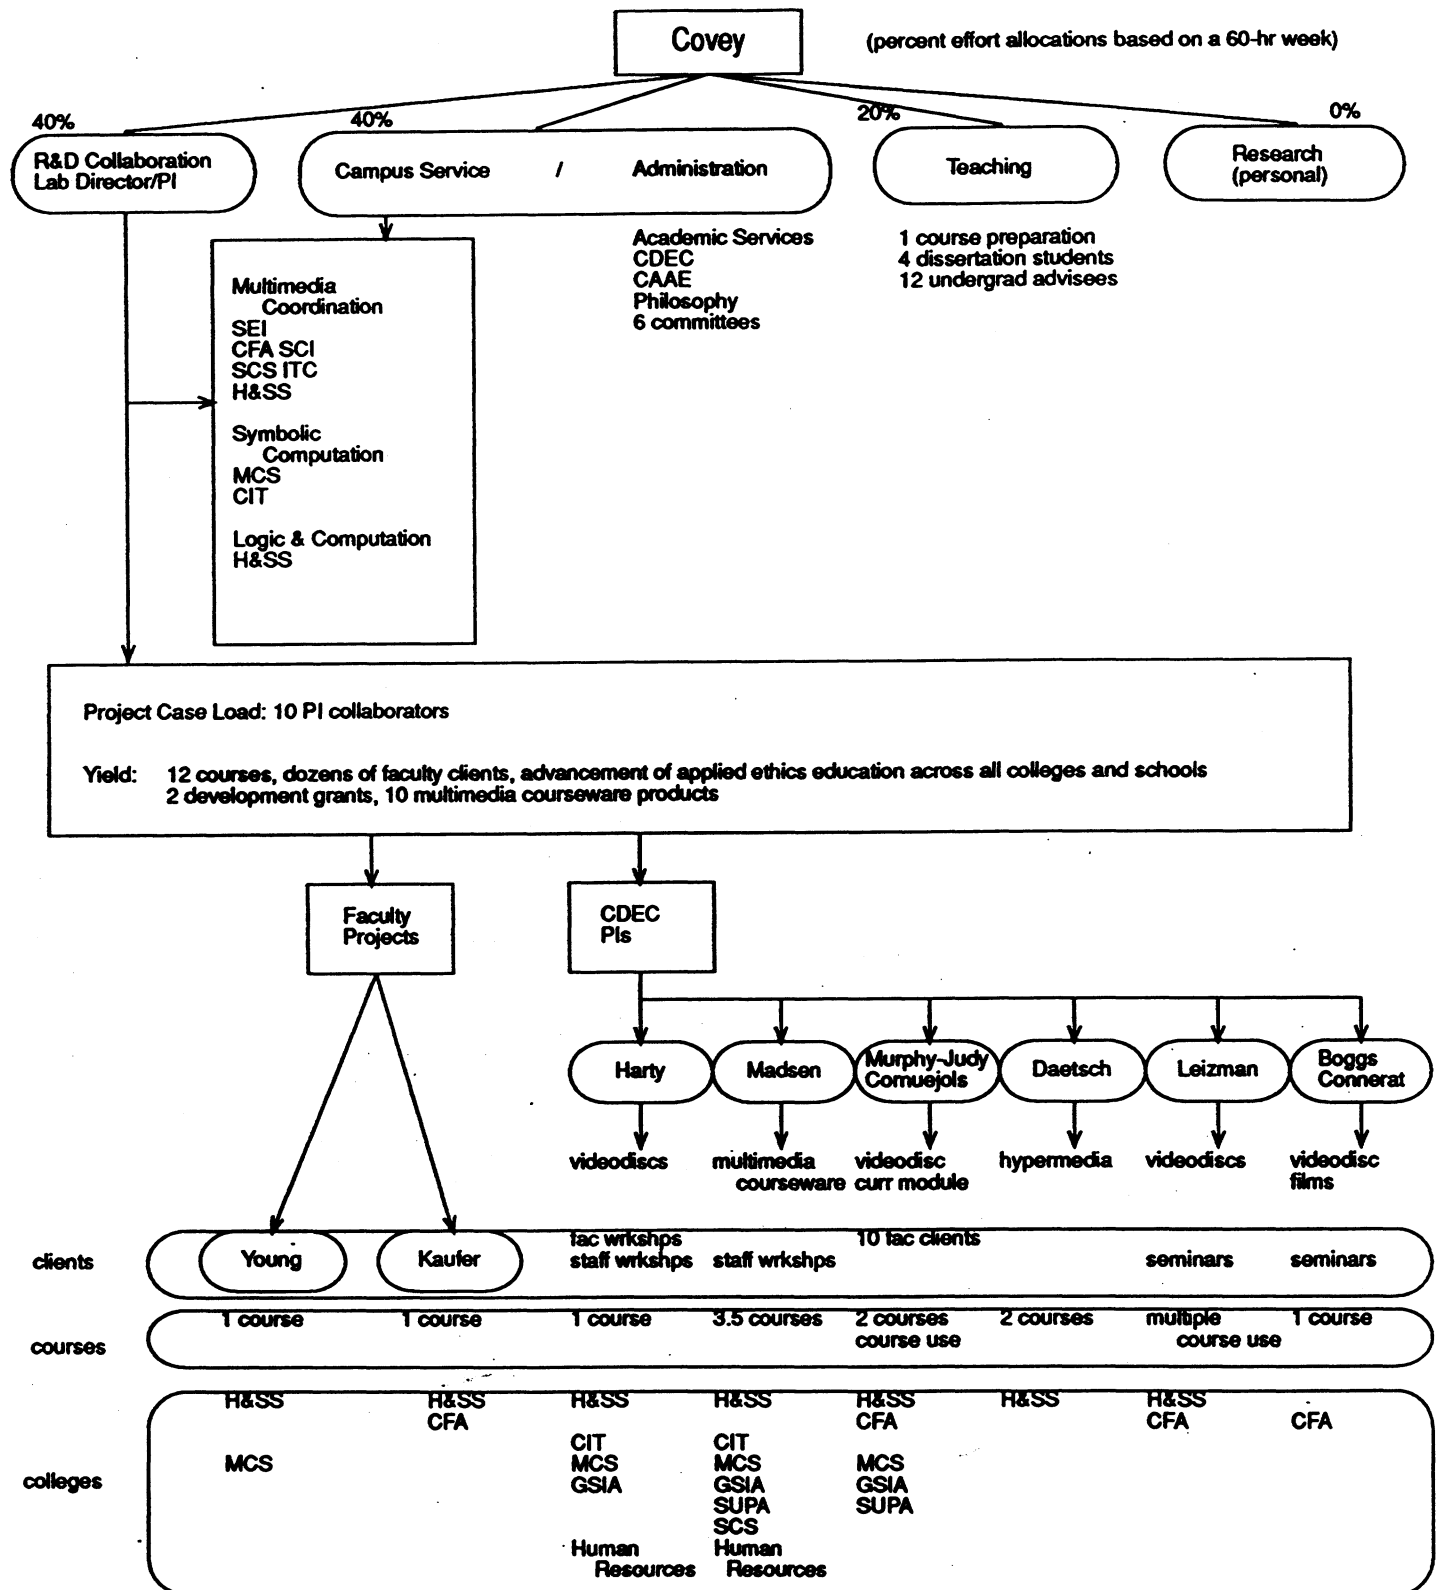 Covey
(percent effort allocations based on a 60-hr week)
40%
40%
20%
0%
R&D Collaboration
Lab Director/PI
Campus Service / Administration
Teaching
Research
(personal)
Academic Services
CDEC
CAAE
Philosophy
6 committees
1 course preparation
4 dissertation students
12 undergrad advisees
Multimedia
Coordination
SEI
CFA SCI
SCS ITC
H&SS
Symbolic
Computation
MCS
CIT
Logic & Computation
H&SS
Project Case Load: 10 PI collaborators
Yield: 12 courses, dozens of faculty clients, advancement of applied ethics education across all colleges and schools
2 development grants, 10 multimedia courseware products
Faculty
Projects
CDEC
PIs
Harty
Madsen
Murphy-Judy
Cornuejols
Daetsch
Leizman
Boggs
Connerat
videodiscs
multimedia
courseware
videodisc
curr module
hypermedia
videodiscs
videodisc
films
clients
Young
Kaufer
fac wrkshps
staff wrkshps
staff wrkshps
10 fac clients
seminars
seminars
courses
1 course
1 course
1 course
3.5 courses
2 courses
course use
2 courses
multiple
course use
1 course
colleges
H&SS
MCS
H&SS
CFA
H&SS
CIT
MCS
GSIA
Human
Resources
H&SS
CIT
MCS
GSIA
SUPA
SCS
Human
Resources
H&SS
CFA
MCS
GSIA
SUPA
H&SS
H&SS
CFA
CFA